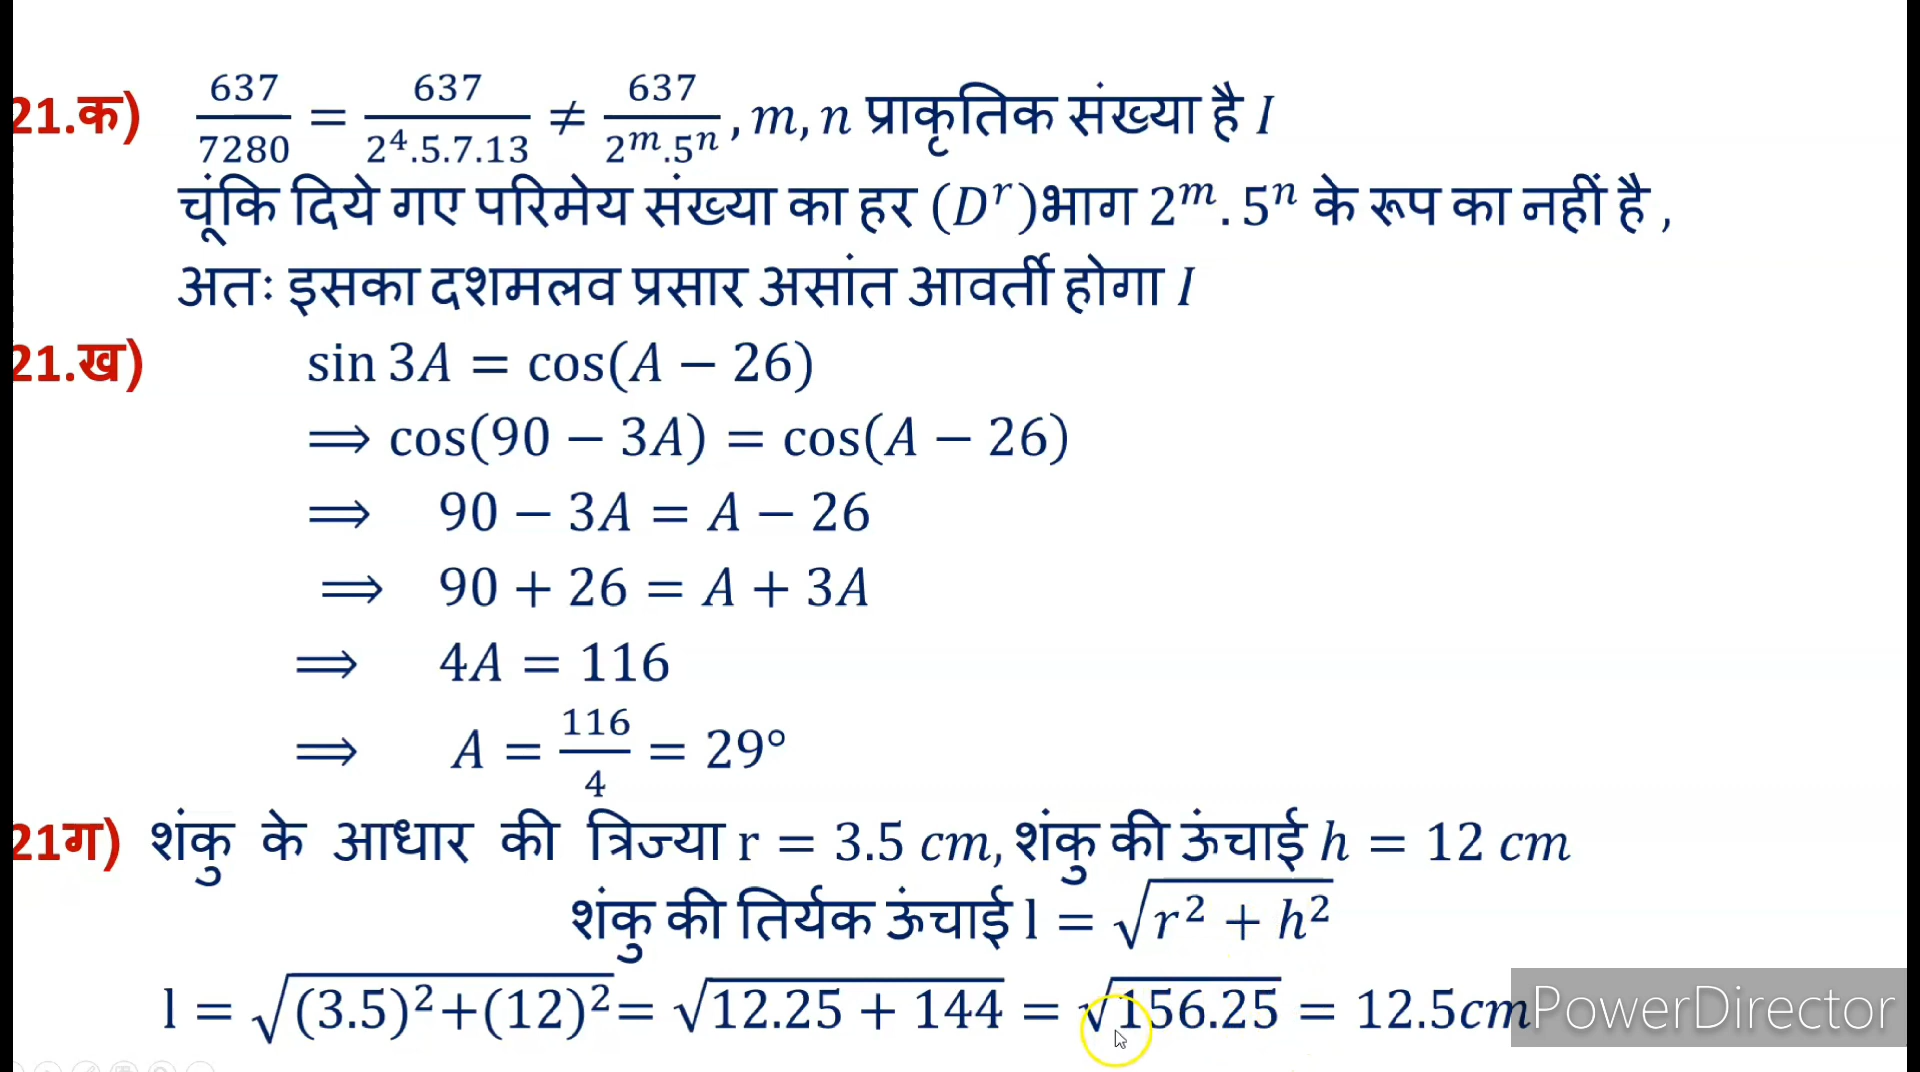 21.क) 637/7280 = 637/2⁴.5.7.13 ≠ 637/2ᵐ.5ⁿ , m, n प्राकृतिक संख्या है I
चूंकि दिये गए परिमेय संख्या का हर (Dʳ)भाग 2ᵐ. 5ⁿ के रूप का नहीं है ,
अतः इसका दशमलव प्रसार असांत आवर्ती होगा I
21.ख) sin 3A = cos(A − 26)
⟹ cos(90 − 3A) = cos(A − 26)
⟹ 90 − 3A = A − 26
⟹ 90 + 26 = A + 3A
⟹ 4A = 116
⟹ A = 116/4 = 29°
21ग) शंकु के आधार की त्रिज्या r = 3.5 cm, शंकु की ऊंचाई h = 12 cm
शंकु की तिर्यक ऊंचाई l = √(r² + h²)
l = √((3.5)²+(12)²) = √(12.25 + 144) = √156.25 = 12.5cm
PowerDirector